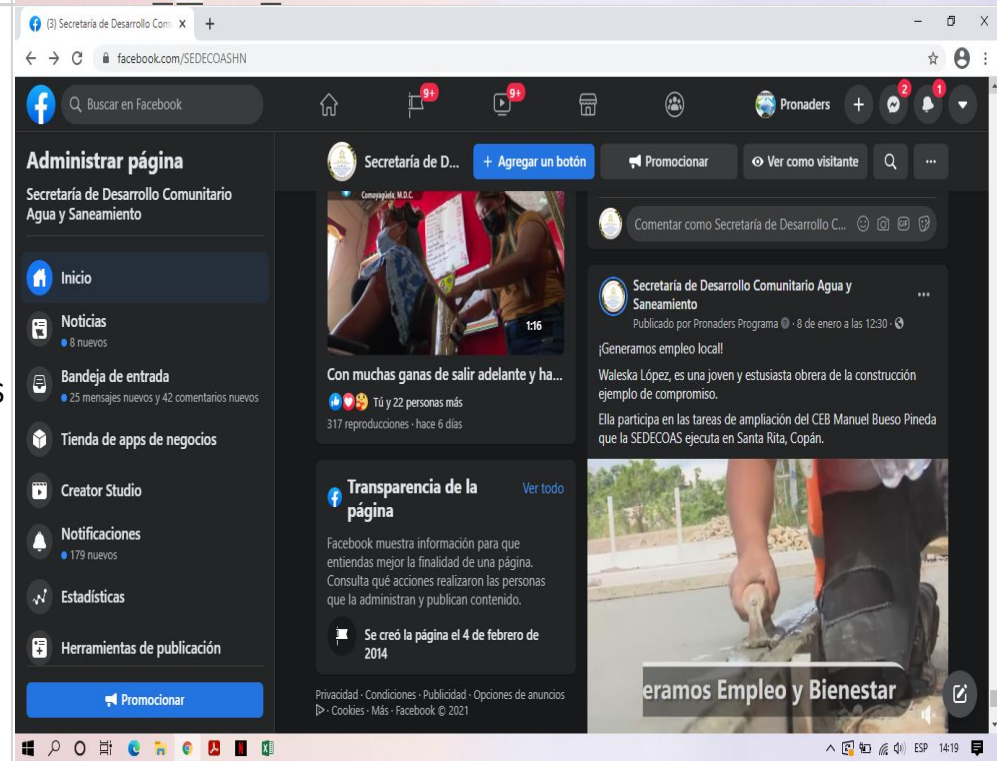 (3) Secretaría de Desarrollo Com
facebook.com/SEDECOASHN
Buscar en Facebook
9+
9+
Pronaders
2
1
Administrar página
Secretaría de Desarrollo Comunitario
Agua y Saneamiento
Inicio
Noticias
8 nuevos
Bandeja de entrada
25 mensajes nuevos y 42 comentarios nuevos
Tienda de apps de negocios
Creator Studio
Notificaciones
179 nuevos
Estadísticas
Herramientas de publicación
Promocionar
S
Secretaría de D...
+ Agregar un botón
Promocionar
Ver como visitante
...
Comayagüela, M.D.C.
1:16
Con muchas ganas de salir adelante y ha...
Tú y 22 personas más
317 reproducciones · hace 6 días
Transparencia de la
página
Ver todo
Facebook muestra información para que
entiendas mejor la finalidad de una página.
Consulta qué acciones realizaron las personas
que la administran y publican contenido.
Se creó la página el 4 de febrero de
2014
Privacidad · Condiciones · Publicidad · Opciones de anuncios
· Cookies · Más · Facebook © 2021
Comentar como Secretaría de Desarrollo C...
GIF
Secretaría de Desarrollo Comunitario Agua y
Saneamiento
...
Publicado por Pronaders Programa · 8 de enero a las 12:30 ·
¡Generamos empleo local!
Waleska López, es una joven y estusiasta obrera de la construcción
ejemplo de compromiso.
Ella participa en las tareas de ampliación del CEB Manuel Bueso Pineda
que la SEDECOAS ejecuta en Santa Rita, Copán.
eramos Empleo y Bienestar
ESP
14:19